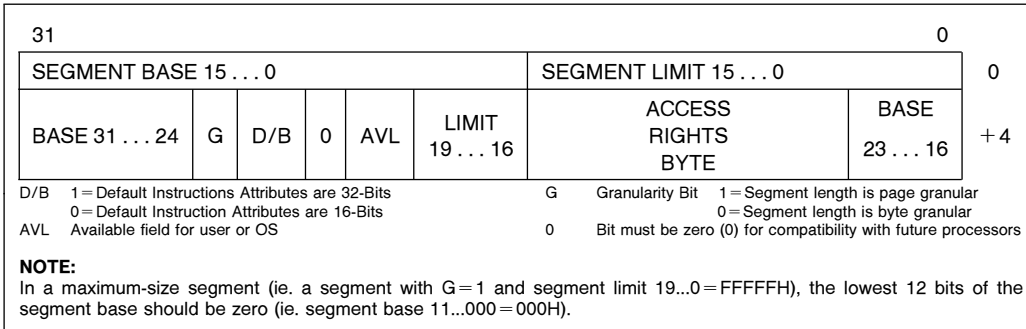 31 0
SEGMENT BASE 15 . . . 0 SEGMENT LIMIT 15 . . . 0 0
BASE 31 . . . 24 G D/B 0 AVL LIMIT 19 . . . 16 ACCESS RIGHTS BYTE BASE 23 . . . 16 +4
D/B 1=Default Instructions Attributes are 32-Bits
0=Default Instruction Attributes are 16-Bits
AVL Available field for user or OS
G Granularity Bit 1=Segment length is page granular
0=Segment length is byte granular
0 Bit must be zero (0) for compatibility with future processors
NOTE:
In a maximum-size segment (ie. a segment with G=1 and segment limit 19...0=FFFFFH), the lowest 12 bits of the
segment base should be zero (ie. segment base 11...000=000H).